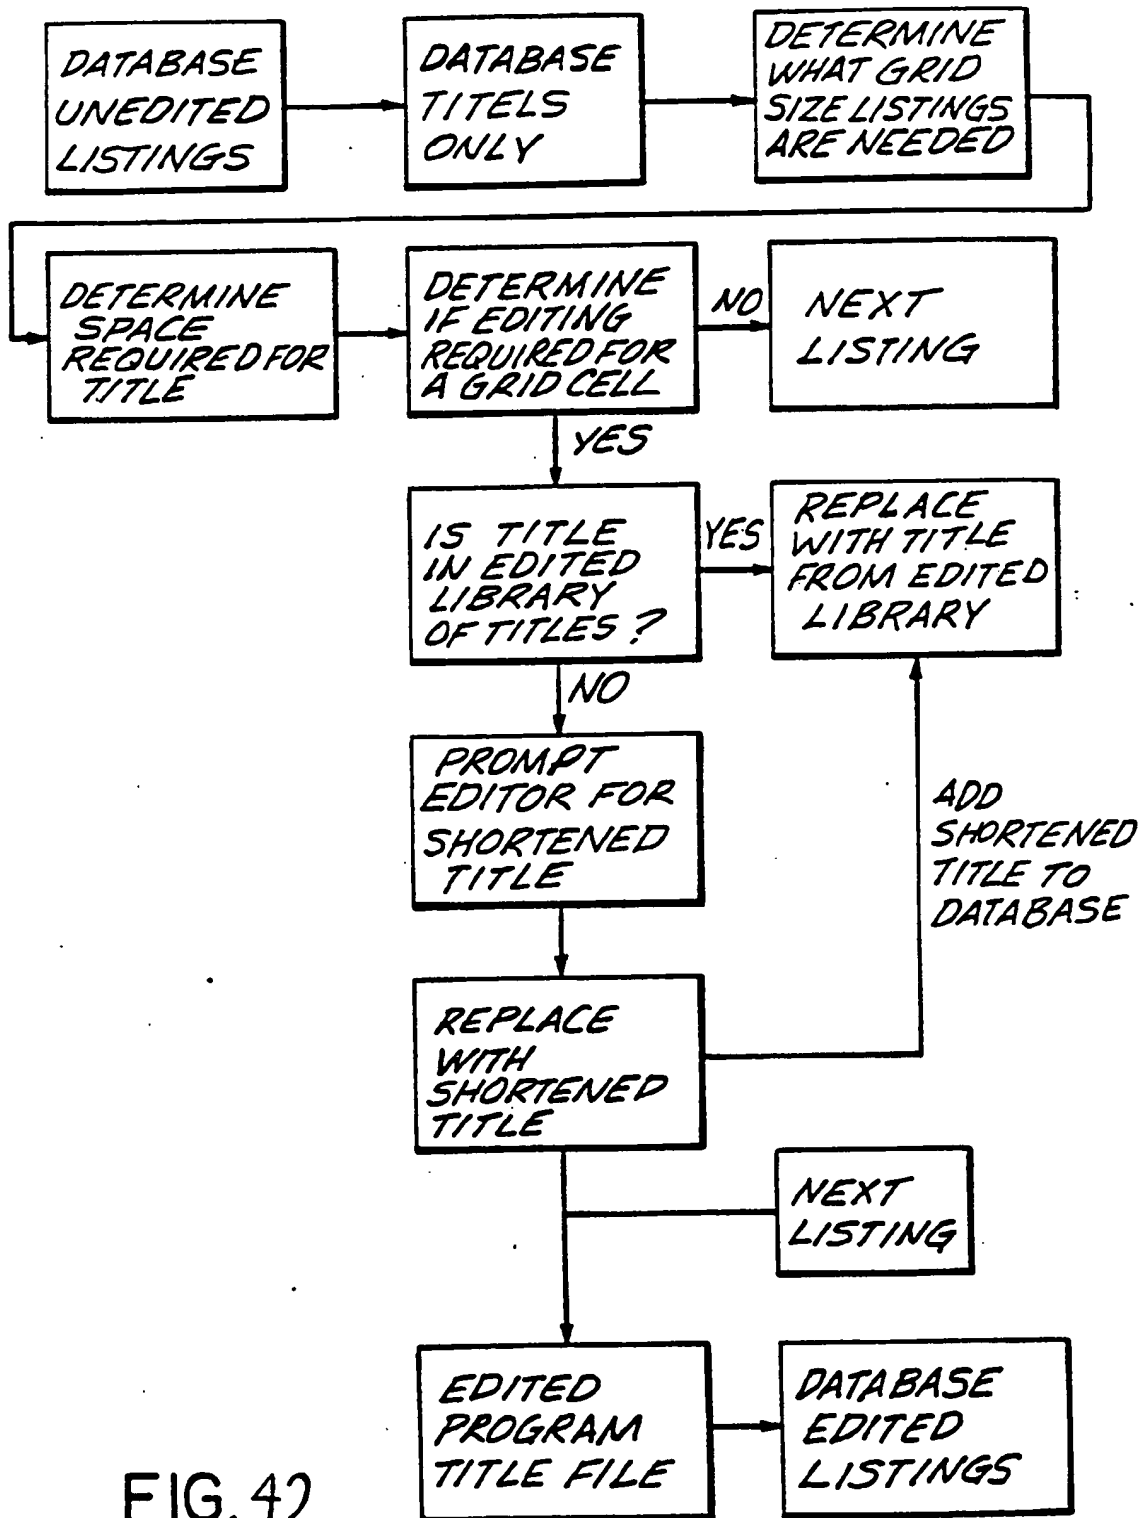 DATABASE
UNEDITED
LISTINGS
DATABASE
TITELS
ONLY
DETERMINE
WHAT GRID
SIZE LISTINGS
ARE NEEDED
DETERMINE
SPACE
REQUIRED FOR
TITLE
DETERMINE
IF EDITING
REQUIRED FOR
A GRID CELL
NO
NEXT
LISTING
YES
IS TITLE
IN EDITED
LIBRARY
OF TITLES?
YES
REPLACE
WITH TITLE
FROM EDITED
LIBRARY
NO
PROMPT
EDITOR FOR
SHORTENED
TITLE
ADD
SHORTENED
TITLE TO
DATABASE
REPLACE
WITH
SHORTENED
TITLE
NEXT
LISTING
EDITED
PROGRAM
TITLE FILE
DATABASE
EDITED
LISTINGS
FIG. 42